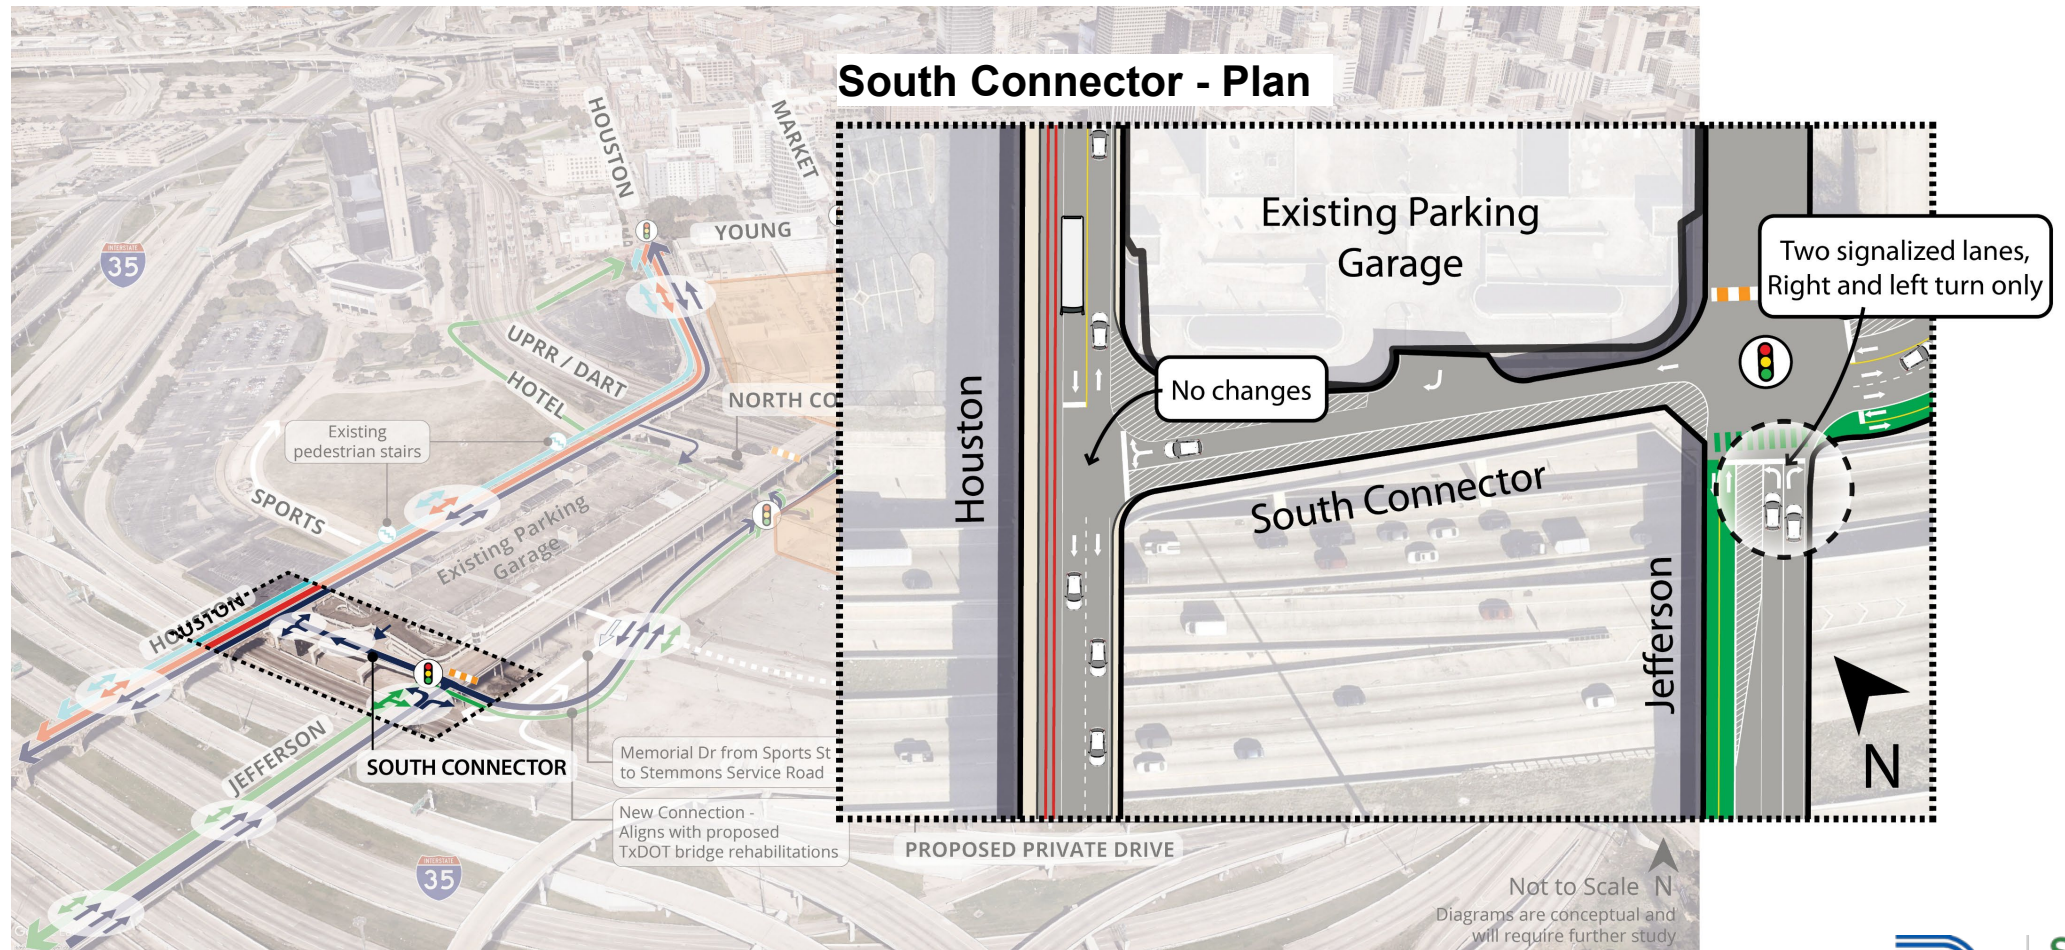 South Connector - Plan
HOUSTON
MARKET
YOUNG
INTERSTATE
35
UPRR / DART
HOTEL
NORTH CO
Existing
pedestrian stairs
SPORTS
Existing Parking
Garage
HOUSTON
OUSTON
JEFFERSON
SOUTH CONNECTOR
Memorial Dr from Sports St
to Stemmons Service Road
New Connection -
Aligns with proposed
TxDOT bridge rehabilitations
INTERSTATE
35
PROPOSED PRIVATE DRIVE
Existing Parking
Garage
Two signalized lanes,
Right and left turn only
No changes
Houston
South Connector
Jefferson
N
Not to Scale N
Diagrams are conceptual and
will require further study